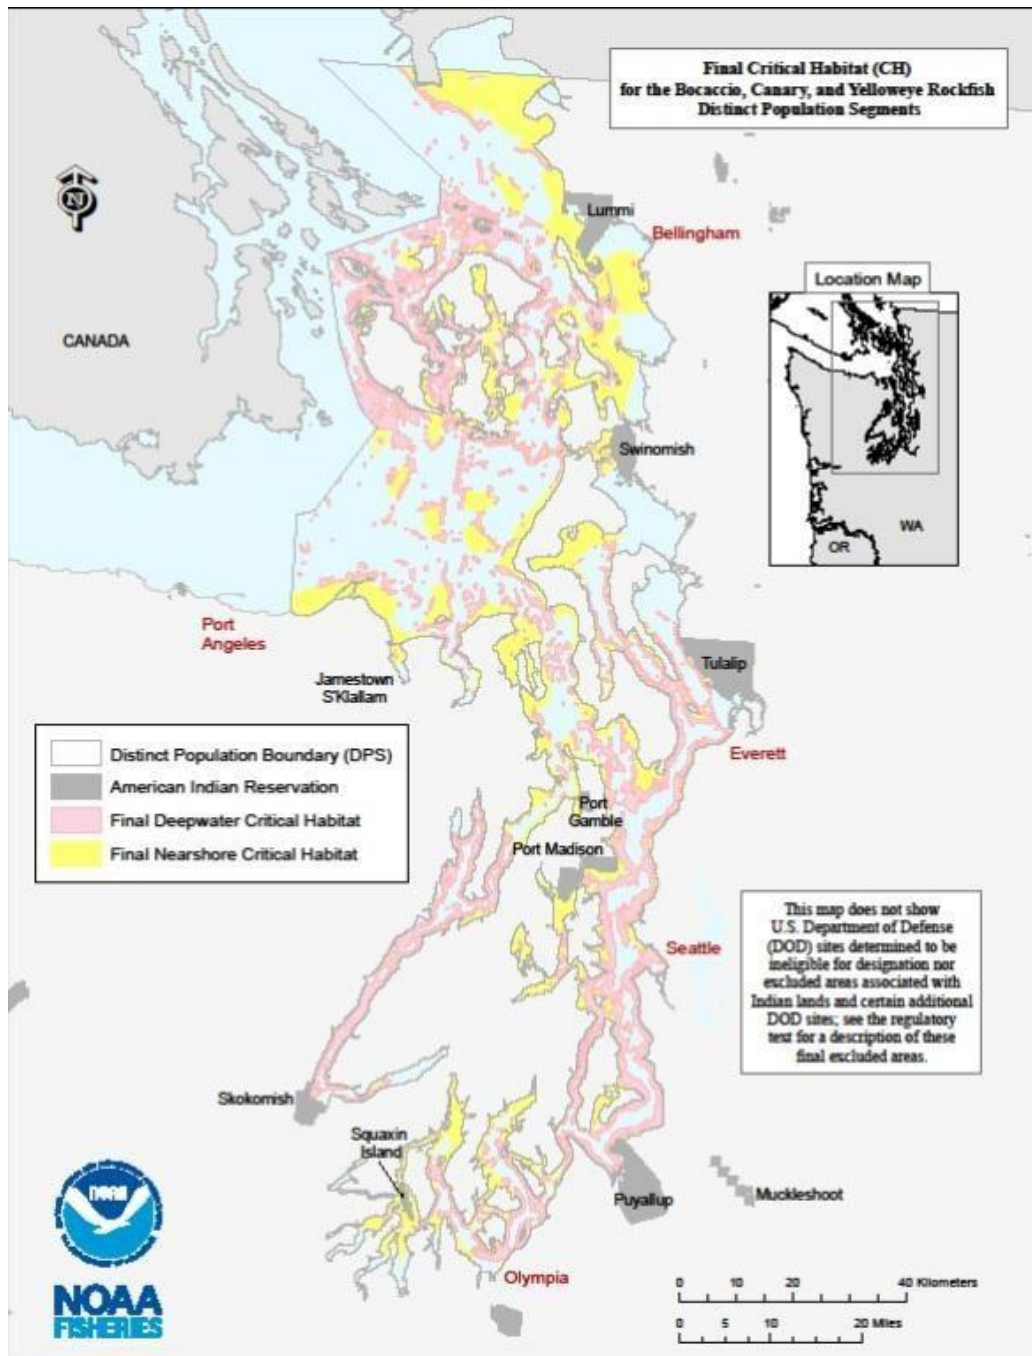 Final Critical Habitat (CH)
for the Bocaccio, Canary, and Yelloweye Rockfish
Distinct Population Segments
N
Lummi
Bellingham
Location Map
CANADA
Swinomish
WA
OR
Port
Angeles
Tulalip
Jamestown
S'Klallam
Distinct Population Boundary (DPS)
American Indian Reservation
Final Deepwater Critical Habitat
Final Nearshore Critical Habitat
Everett
Port
Gamble
Port Madison
This map does not show
U.S. Department of Defense
(DOD) sites determined to be
ineligible for designation nor
excluded areas associated with
Indian lands and certain additional
DOD sites; see the regulatory
text for a description of these
final excluded areas.
Seattle
Skokomish
Squaxin
Island
Puyallup
Muckleshoot
noaa
Olympia
NOAA
FISHERIES
0 10 20 40 Kilometers
0 5 10 20 Miles